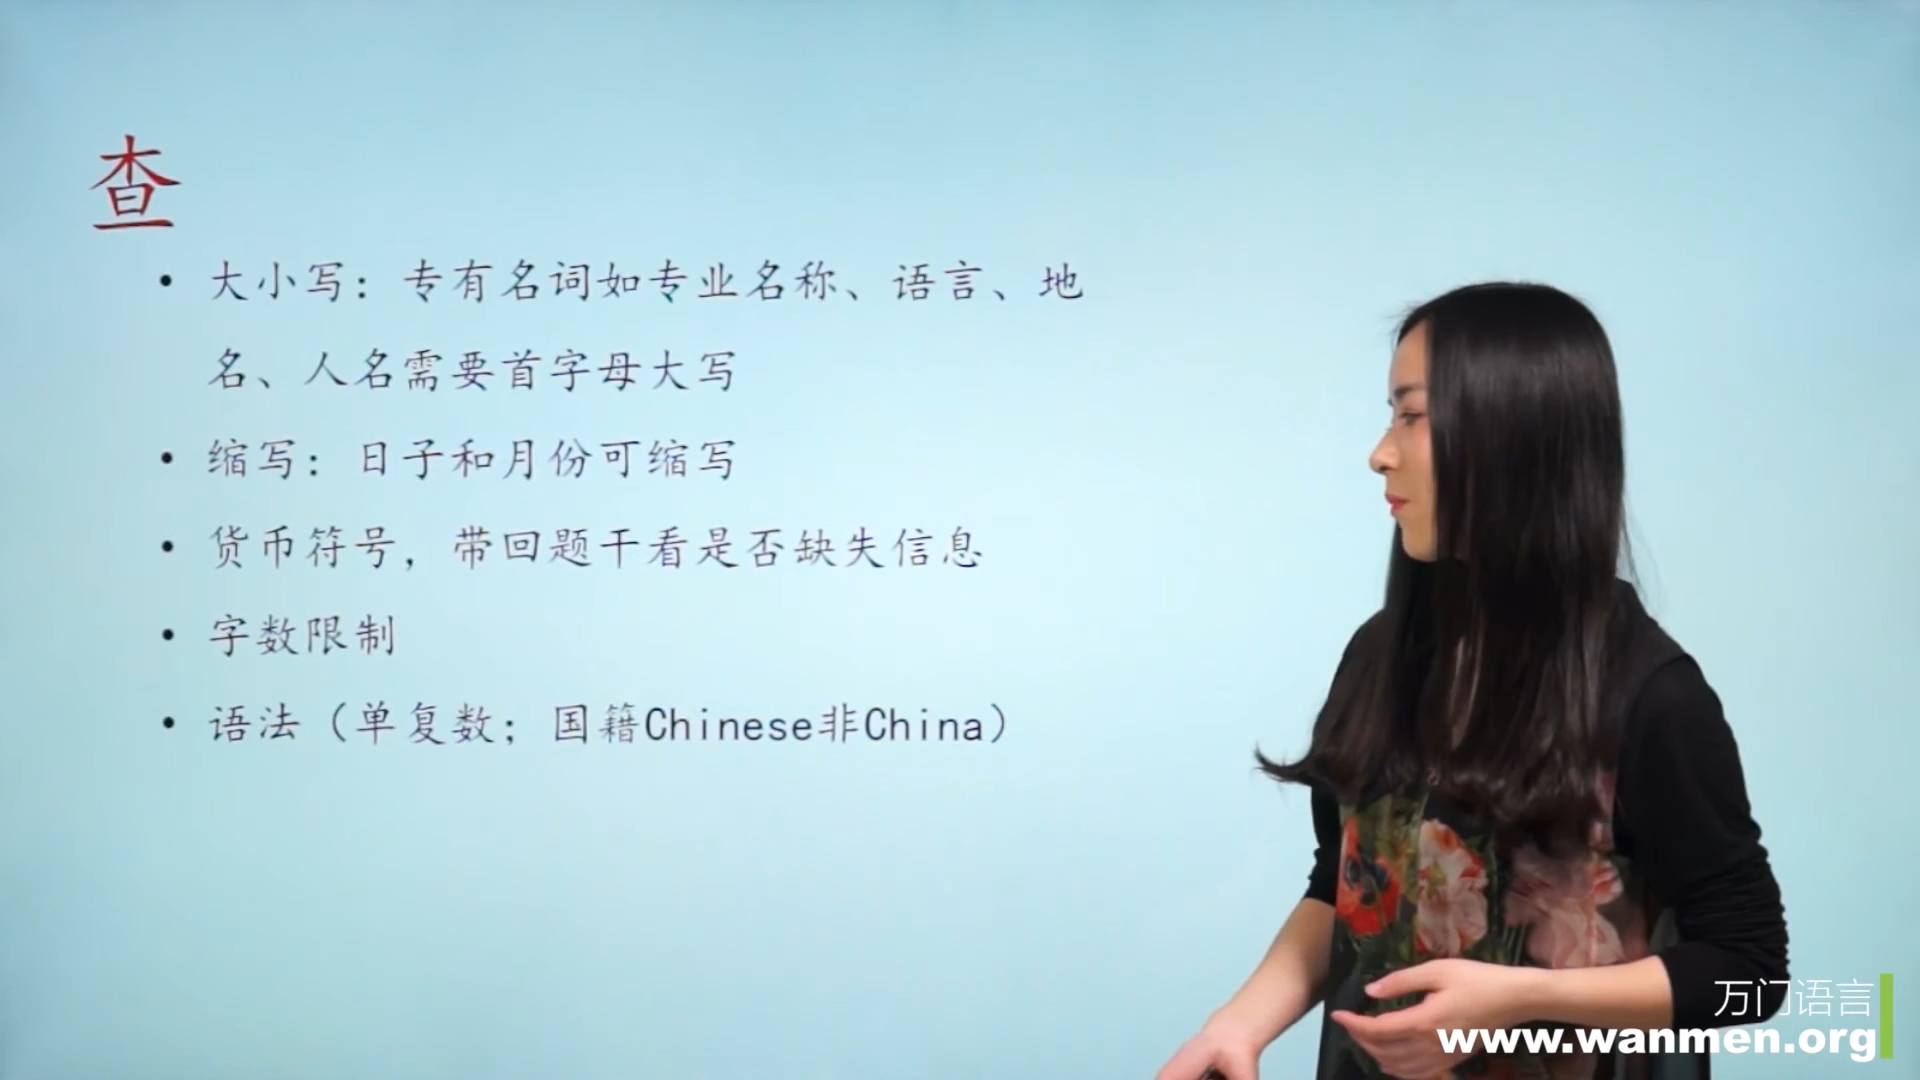 查
• 大小写：专有名词如专业名称、语言、地
名、人名需要首字母大写
• 缩写：日子和月份可缩写
• 货币符号，带回题干看是否缺失信息
• 字数限制
• 语法（单复数；国籍Chinese非China）
万门语言
www.wanmen.org